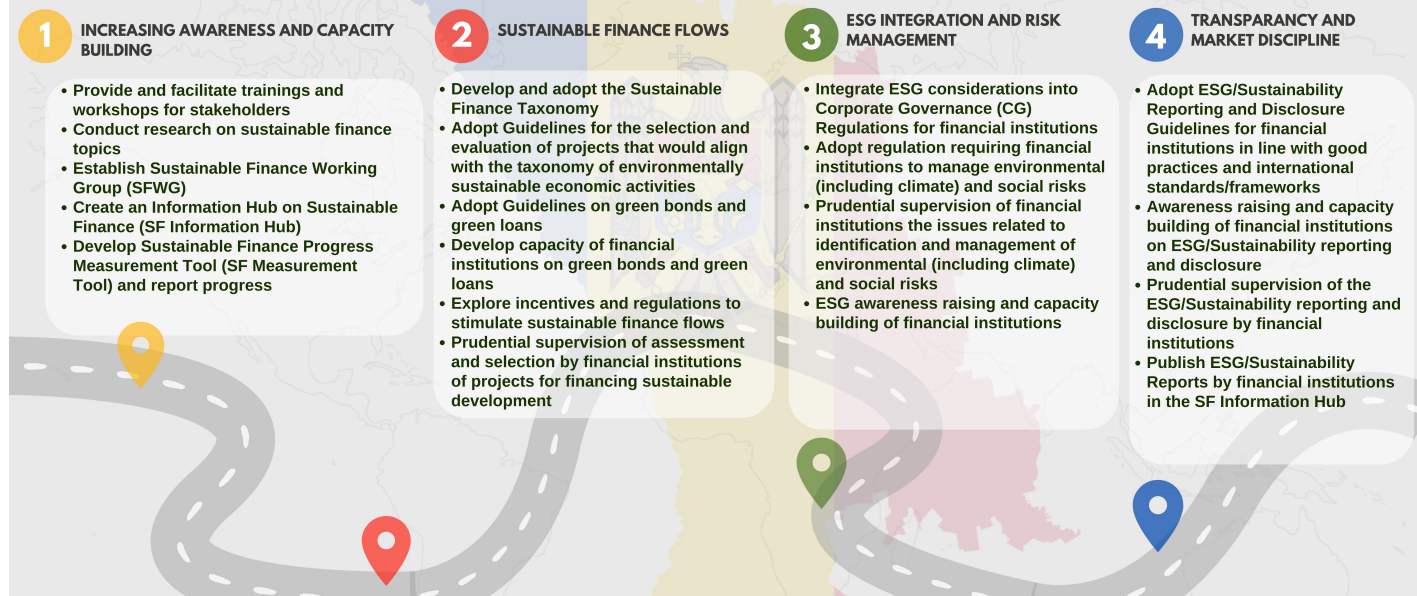 1
INCREASING AWARENESS AND CAPACITY
BUILDING
• Provide and facilitate trainings and
workshops for stakeholders
• Conduct research on sustainable finance
topics
• Establish Sustainable Finance Working
Group (SFWG)
• Create an Information Hub on Sustainable
Finance (SF Information Hub)
• Develop Sustainable Finance Progress
Measurement Tool (SF Measurement
Tool) and report progress
2
SUSTAINABLE FINANCE FLOWS
• Develop and adopt the Sustainable
Finance Taxonomy
• Adopt Guidelines for the selection and
evaluation of projects that would align
with the taxonomy of environmentally
sustainable economic activities
• Adopt Guidelines on green bonds and
green loans
• Develop capacity of financial
institutions on green bonds and green
loans
• Explore incentives and regulations to
stimulate sustainable finance flows
• Prudential supervision of assessment
and selection by financial institutions
of projects for financing sustainable
development
3
ESG INTEGRATION AND RISK
MANAGEMENT
• Integrate ESG considerations into
Corporate Governance (CG)
Regulations for financial institutions
• Adopt regulation requiring financial
institutions to manage environmental
(including climate) and social risks
• Prudential supervision of financial
institutions the issues related to
identification and management of
environmental (including climate)
and social risks
• ESG awareness raising and capacity
building of financial institutions
4
TRANSPARANCY AND
MARKET DISCIPLINE
• Adopt ESG/Sustainability
Reporting and Disclosure
Guidelines for financial
institutions in line with good
practices and international
standards/frameworks
• Awareness raising and capacity
building of financial institutions
on ESG/Sustainability reporting
and disclosure
• Prudential supervision of the
ESG/Sustainability reporting and
disclosure by financial
institutions
• Publish ESG/Sustainability
Reports by financial institutions
in the SF Information Hub